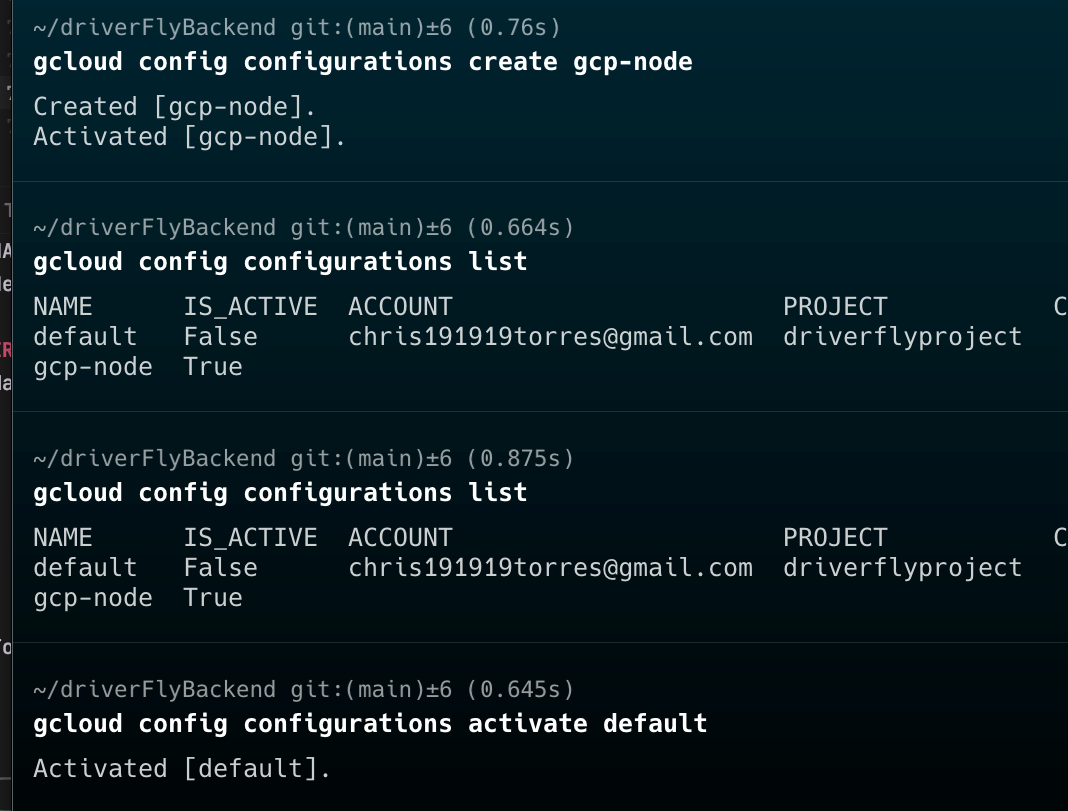 ~/driverFlyBackend git:(main)±6 (0.76s)
gcloud config configurations create gcp-node
Created [gcp-node].
Activated [gcp-node].
~/driverFlyBackend git:(main)±6 (0.664s)
gcloud config configurations list
NAME IS_ACTIVE ACCOUNT PROJECT C
default False chris191919torres@gmail.com driverflyproject
gcp-node True
~/driverFlyBackend git:(main)±6 (0.875s)
gcloud config configurations list
NAME IS_ACTIVE ACCOUNT PROJECT C
default False chris191919torres@gmail.com driverflyproject
gcp-node True
~/driverFlyBackend git:(main)±6 (0.645s)
gcloud config configurations activate default
Activated [default].